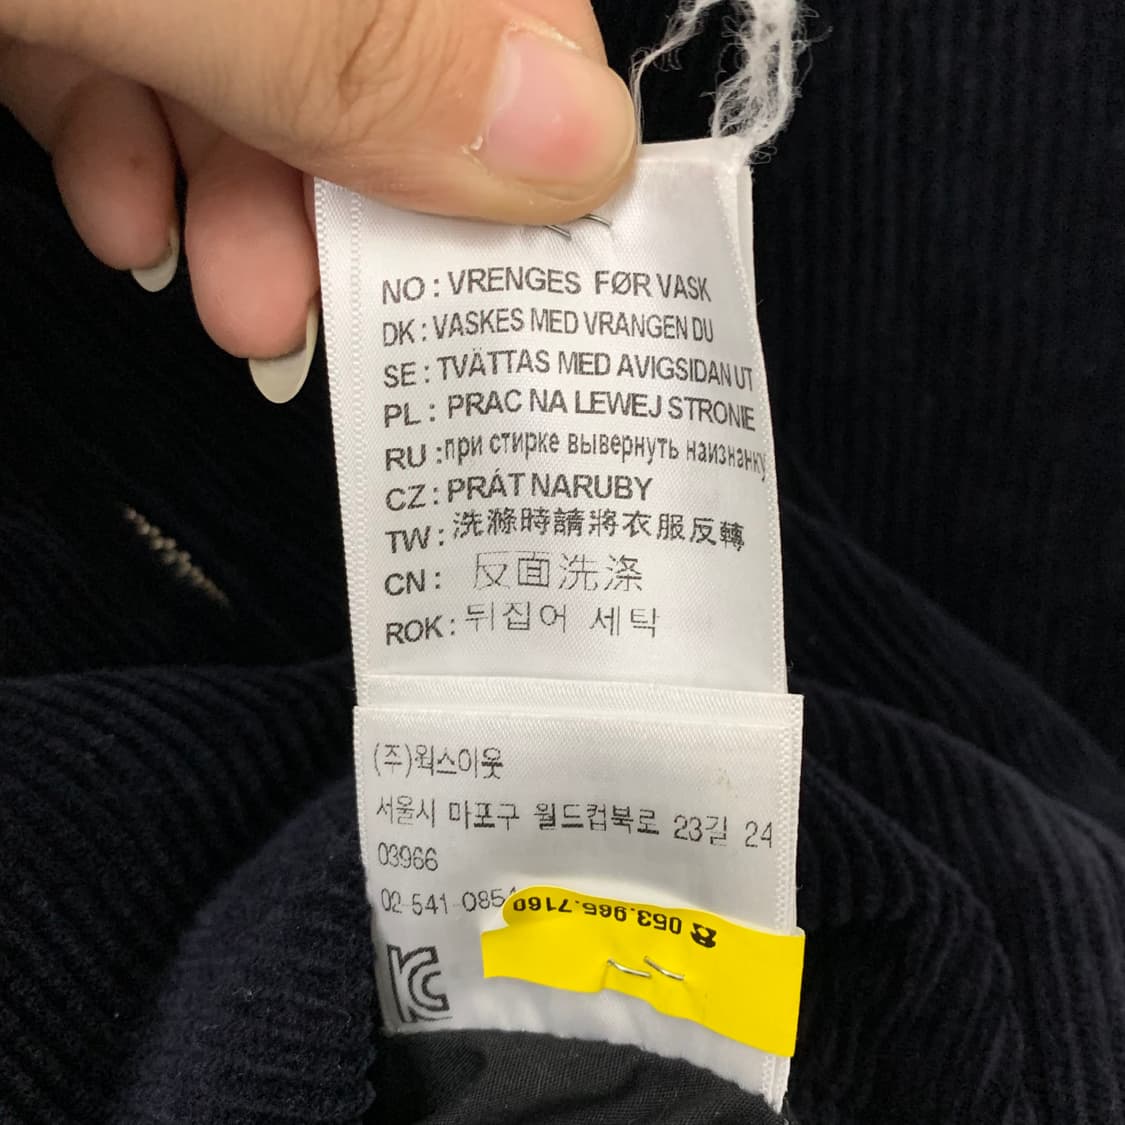 NO : VRENGES FØR VASK
DK : VASKES MED VRANGEN DU
SE : TVÄTTAS MED AVIGSIDAN UT
PL : PRAC NA LEWEJ STRONIE
RU :при стирке вывернуть наизнанку
CZ : PRÁT NARUBY
TW : 洗滌時請將衣服反轉
CN : 反面洗涤
ROK : 뒤집어 세탁
(주)웍스이웃
서울시 마포구 월드컵북로 23길 24
03966
02-541-0854
☎ 053.965.7160